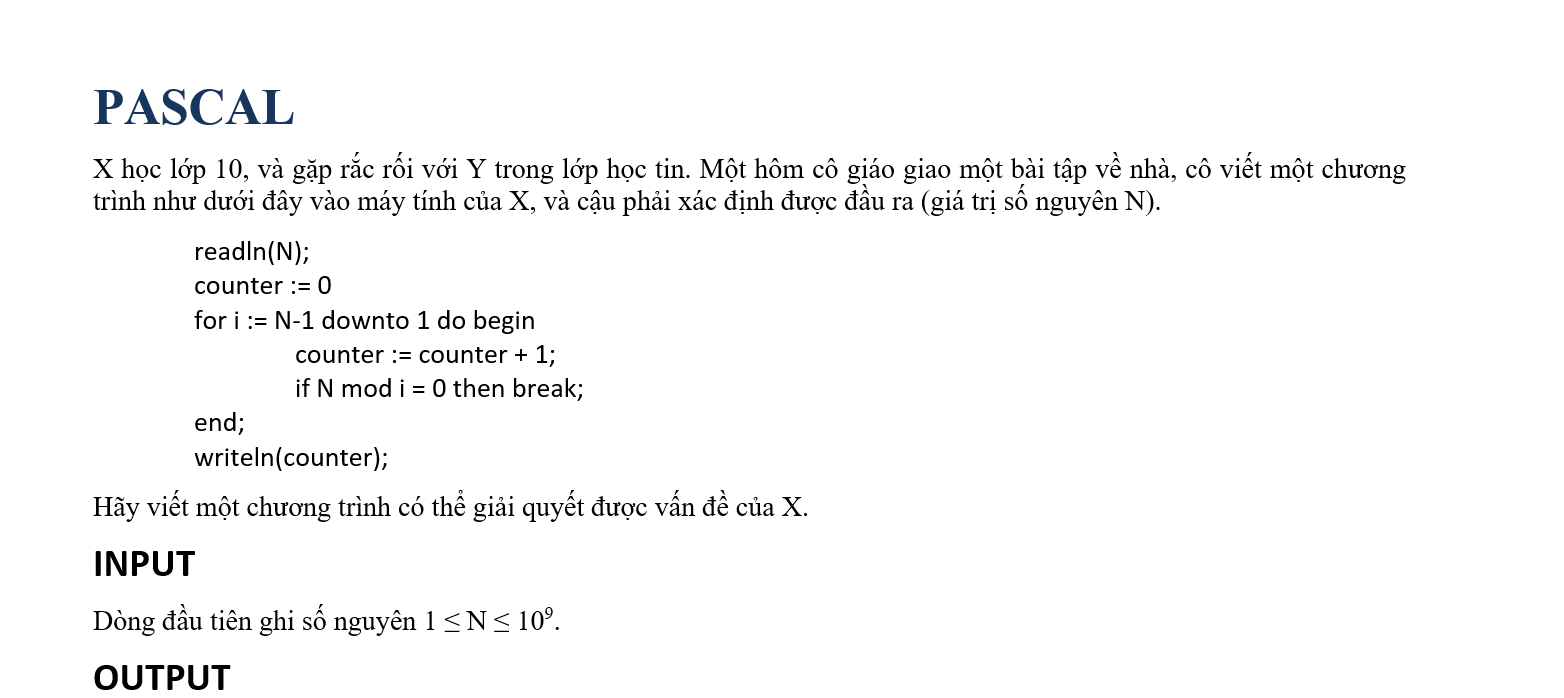 PASCAL
X học lớp 10, và gặp rắc rối với Y trong lớp học tin. Một hôm cô giáo giao một bài tập về nhà, cô viết một chương
trình như dưới đây vào máy tính của X, và cậu phải xác định được đầu ra (giá trị số nguyên N).
readln(N);
counter := 0
for i := N-1 downto 1 do begin
counter := counter + 1;
if N mod i = 0 then break;
end;
writeln(counter);
Hãy viết một chương trình có thể giải quyết được vấn đề của X.
INPUT
Dòng đầu tiên ghi số nguyên 1 ≤ N ≤ 10⁹.
OUTPUT